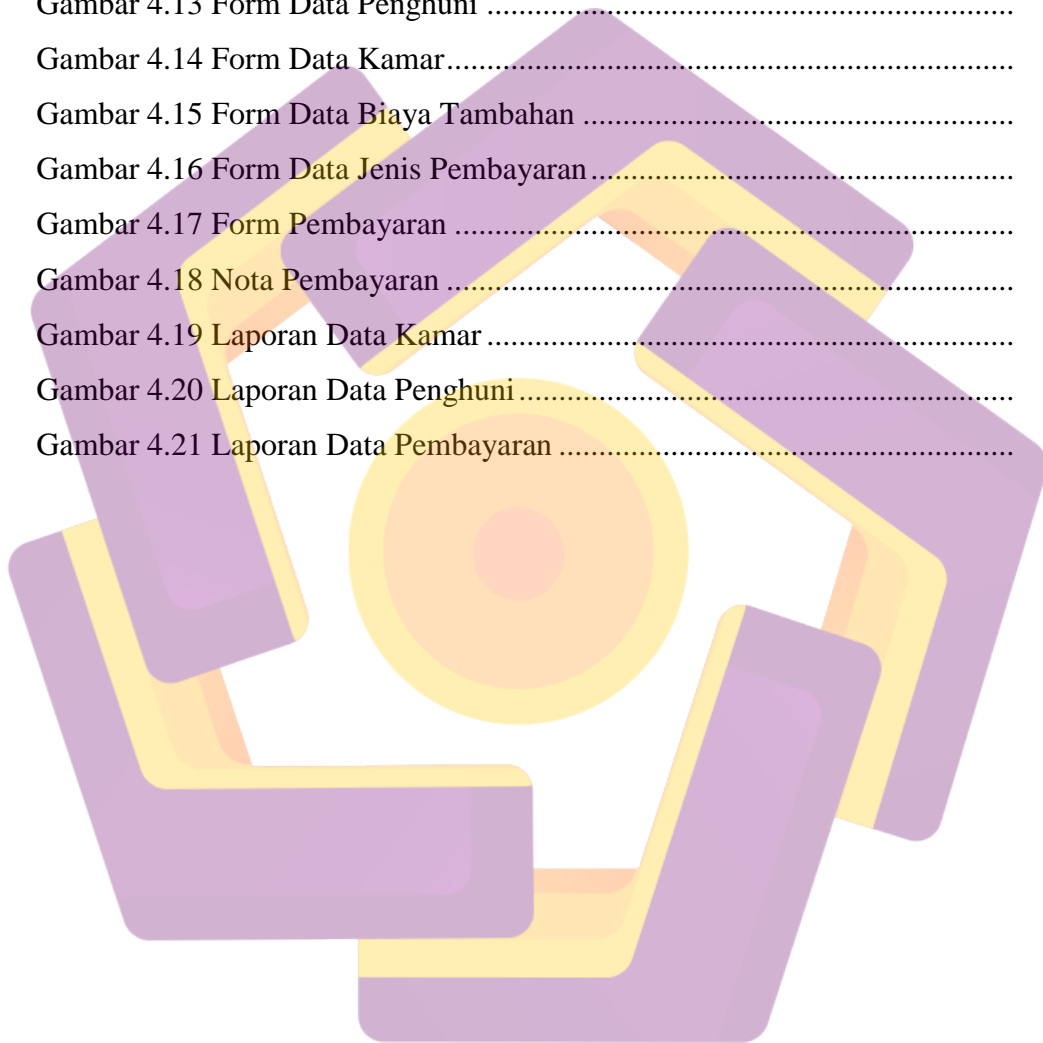 Gambar 4.13 Form Data Penghuni ..................................................................
Gambar 4.14 Form Data Kamar......................................................................
Gambar 4.15 Form Data Biaya Tambahan .....................................................
Gambar 4.16 Form Data Jenis Pembayaran....................................................
Gambar 4.17 Form Pembayaran .....................................................................
Gambar 4.18 Nota Pembayaran ......................................................................
Gambar 4.19 Laporan Data Kamar .................................................................
Gambar 4.20 Laporan Data Penghuni.............................................................
Gambar 4.21 Laporan Data Pembayaran ........................................................